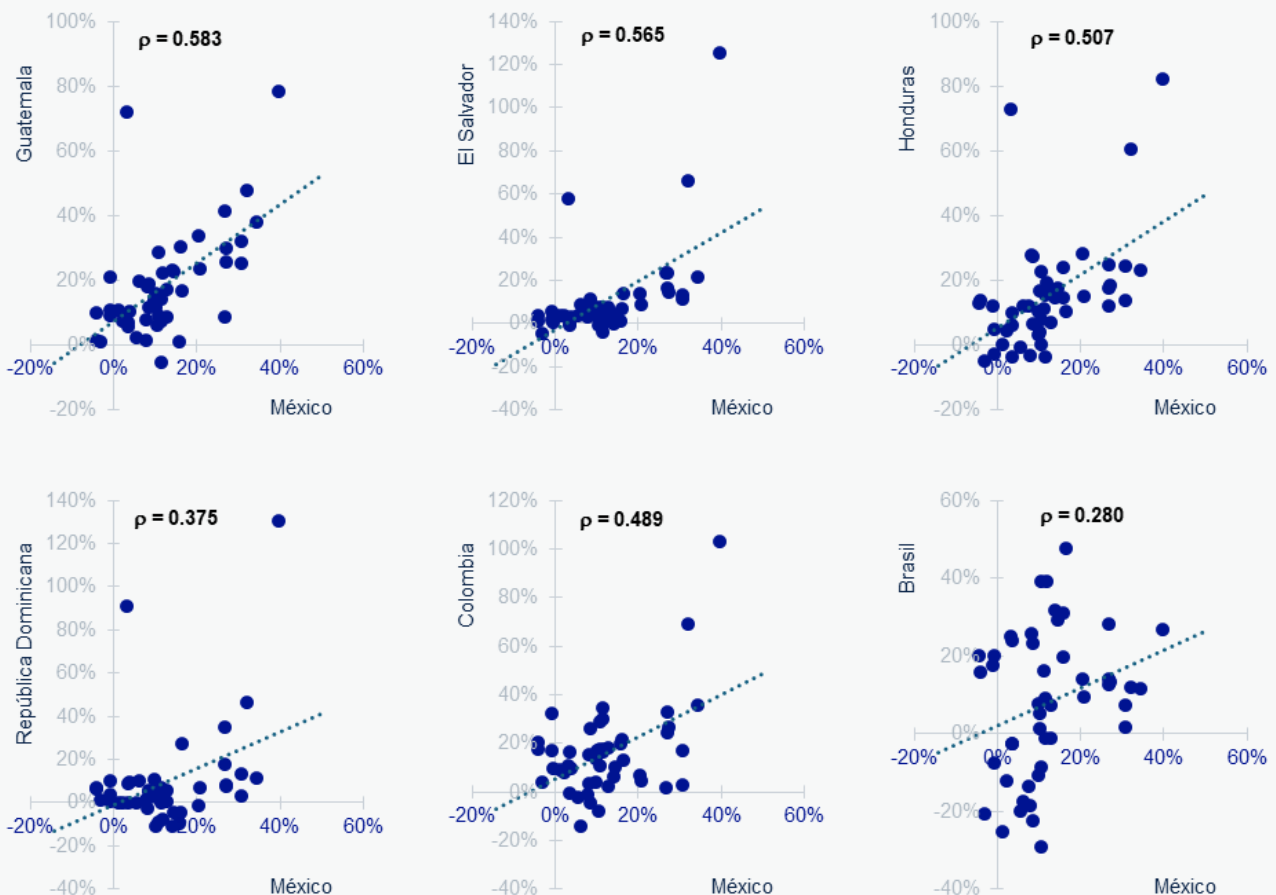 100%
ρ = 0.583
80%
60%
40%
20%
0%
-20%
Guatemala
-20% 0% 20% 40% 60%
México
140%
ρ = 0.565
120%
100%
80%
60%
40%
20%
0%
-20%
-40%
El Salvador
-20% 0% 20% 40% 60%
México
100%
ρ = 0.507
80%
60%
40%
20%
0%
-20%
Honduras
-20% 0% 20% 40% 60%
México
140%
ρ = 0.375
120%
100%
80%
60%
40%
20%
0%
-20%
-40%
República Dominicana
-20% 0% 20% 40% 60%
México
120%
ρ = 0.489
100%
80%
60%
40%
20%
0%
-20%
-40%
Colombia
-20% 0% 20% 40% 60%
México
60%
ρ = 0.280
40%
20%
0%
-20%
-40%
Brasil
-20% 0% 20% 40% 60%
México